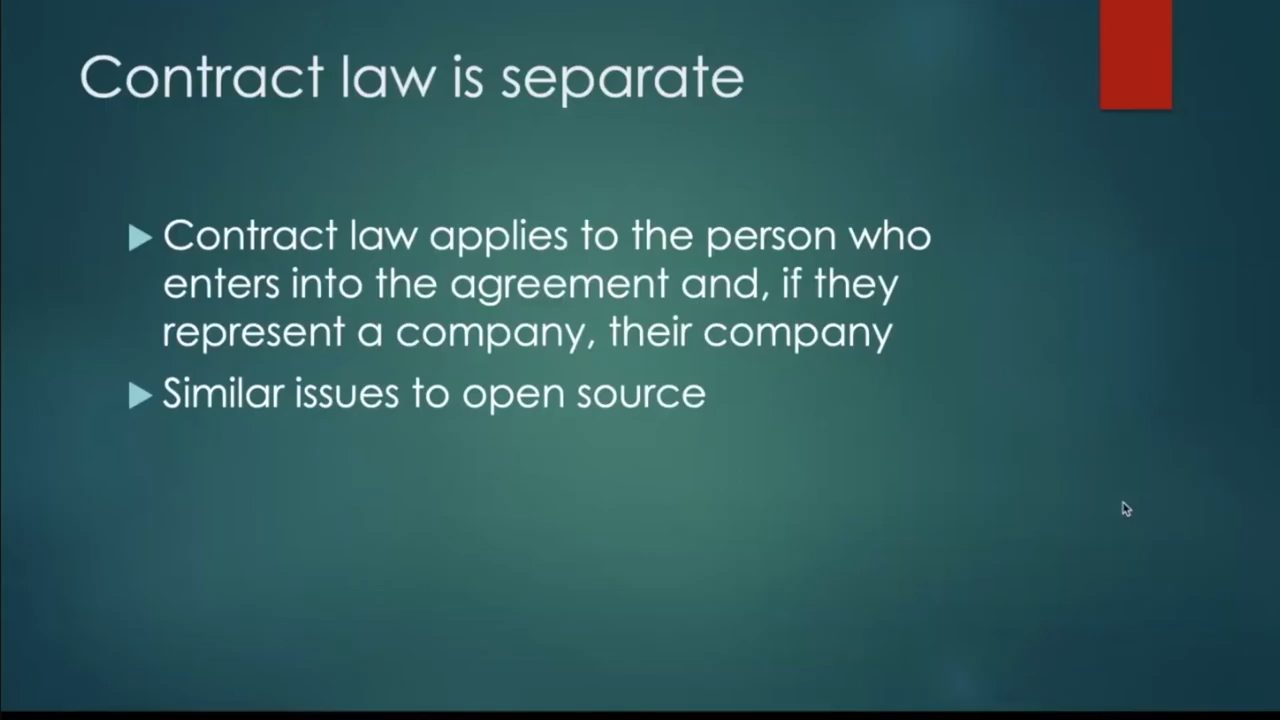 Contract law is separate
Contract law applies to the person who
enters into the agreement and, if they
represent a company, their company
Similar issues to open source